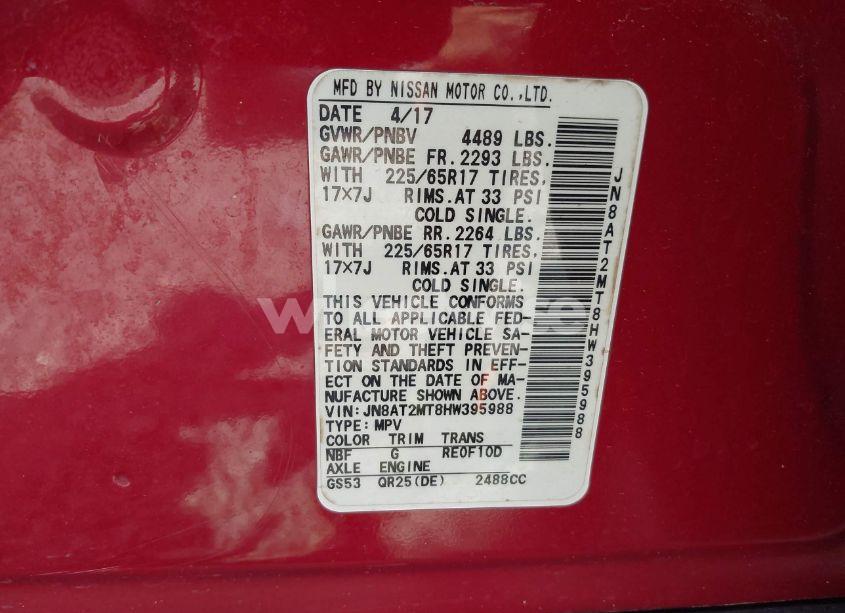 MFD BY NISSAN MOTOR CO.,LTD.
DATE 4/17
GVWR/PNBV 4489 LBS.
GAWR/PNBE FR. 2293 LBS.
WITH 225/65R17 TIRES,
17×7J RIMS. AT 33 PSI
COLD SINGLE.
GAWR/PNBE RR. 2264 LBS.
WITH 225/65R17 TIRES,
17×7J RIMS. AT 33 PSI
COLD SINGLE.
THIS VEHICLE CONFORMS
TO ALL APPLICABLE FED-
ERAL MOTOR VEHICLE SA-
FETY AND THEFT PREVEN-
TION STANDARDS IN EFF-
ECT ON THE DATE OF MA-
NUFACTURE SHOWN ABOVE.
VIN: JN8AT2MT8HW395988
TYPE: MPV
COLOR TRIM TRANS
NBF G RE0F10D
AXLE ENGINE
GS53 QR25(DE) 2488CC
JN8AT2MT8HW395988